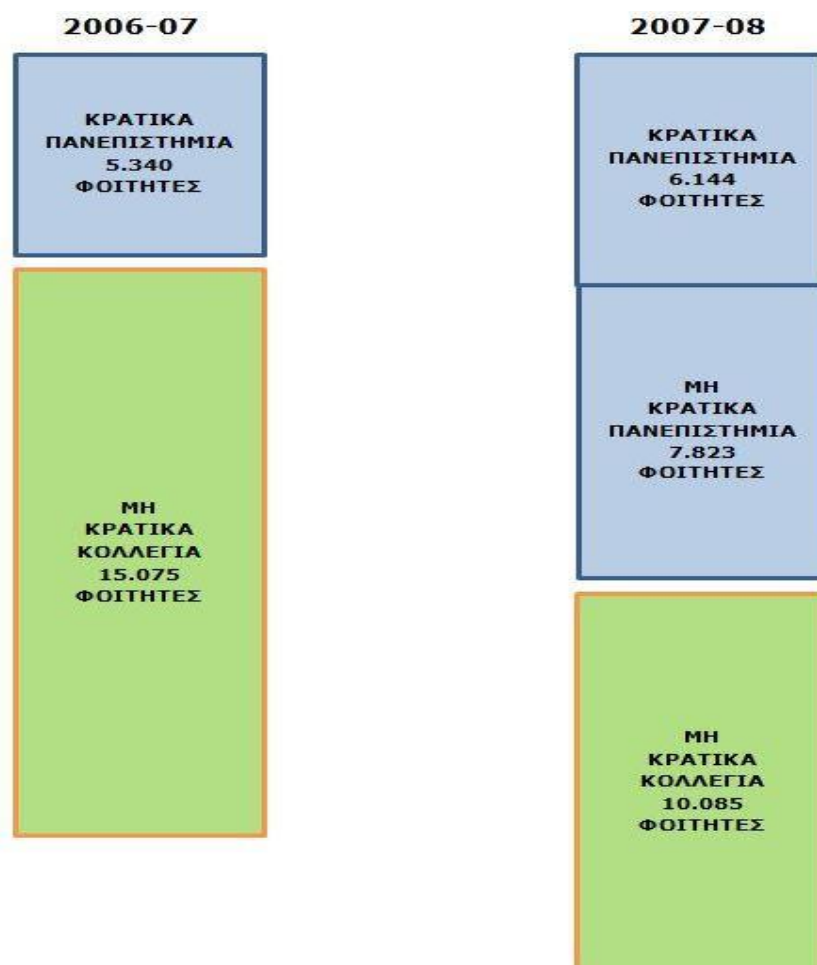 2006-07
ΚΡΑΤΙΚΑ
ΠΑΝΕΠΙΣΤΗΜΙΑ
5.340
ΦΟΙΤΗΤΕΣ
ΜΗ
ΚΡΑΤΙΚΑ
ΚΟΛΛΕΓΙΑ
15.075
ΦΟΙΤΗΤΕΣ
2007-08
ΚΡΑΤΙΚΑ
ΠΑΝΕΠΙΣΤΗΜΙΑ
6.144
ΦΟΙΤΗΤΕΣ
ΜΗ
ΚΡΑΤΙΚΑ
ΠΑΝΕΠΙΣΤΗΜΙΑ
7.823
ΦΟΙΤΗΤΕΣ
ΜΗ
ΚΡΑΤΙΚΑ
ΚΟΛΛΕΓΙΑ
10.085
ΦΟΙΤΗΤΕΣ